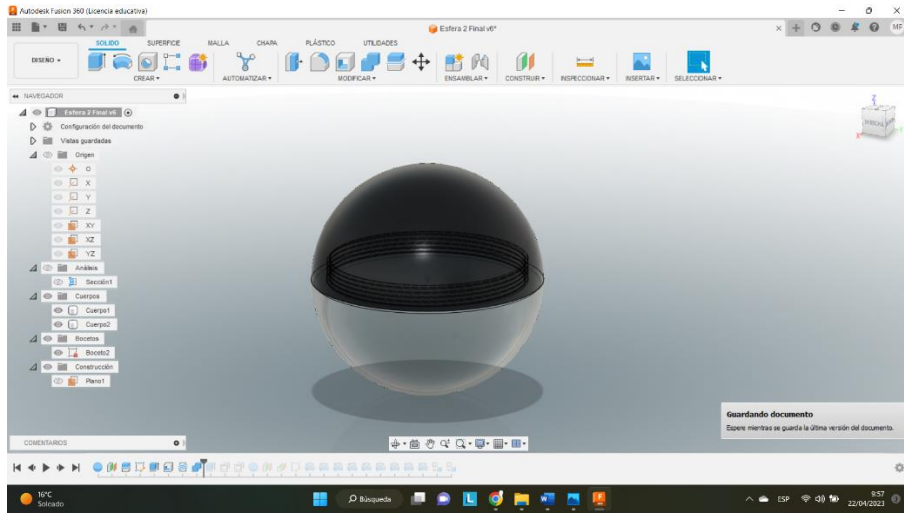 Autodesk Fusion 360 (Licencia educativa)
Esfera 2 Final v6*
MF
SÓLIDO SUPERFICIE MALLA CHAPA PLÁSTICO UTILIDADES
DISEÑO
CREAR AUTOMATIZAR MODIFICAR ENSAMBLAR CONSTRUIR INSPECCIONAR INSERTAR SELECCIONAR
NAVEGADOR
Esfera 2 Final v6
Configuración del documento
Vistas guardadas
Origen
O
X
Y
Z
XY
XZ
YZ
Análisis
Sección1
Cuerpos
Cuerpo1
Cuerpo2
Bocetos
Boceto2
Construcción
Plano1
Z
X
Guardando documento
Espere mientras se guarda la última versión del documento.
COMENTARIOS
16°C
Soleado
Búsqueda
ESP
9:57
22/04/2023